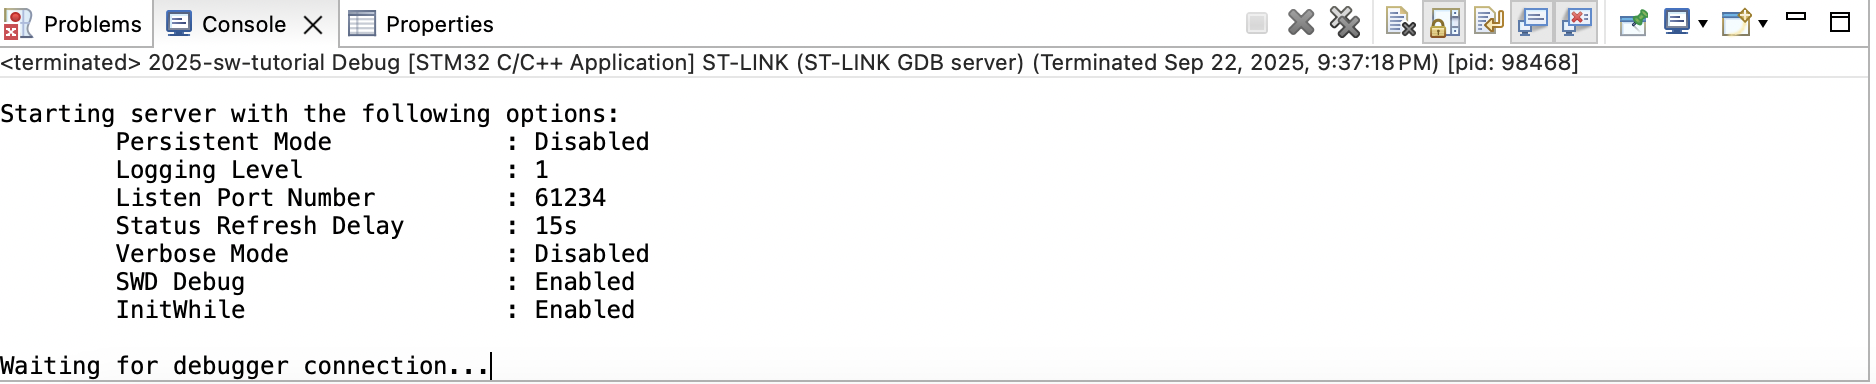 Problems Console Properties
<terminated> 2025-sw-tutorial Debug [STM32 C/C++ Application] ST-LINK (ST-LINK GDB server) (Terminated Sep 22, 2025, 9:37:18 PM) [pid: 98468]
Starting server with the following options:
Persistent Mode : Disabled
Logging Level : 1
Listen Port Number : 61234
Status Refresh Delay : 15s
Verbose Mode : Disabled
SWD Debug : Enabled
InitWhile : Enabled
Waiting for debugger connection...